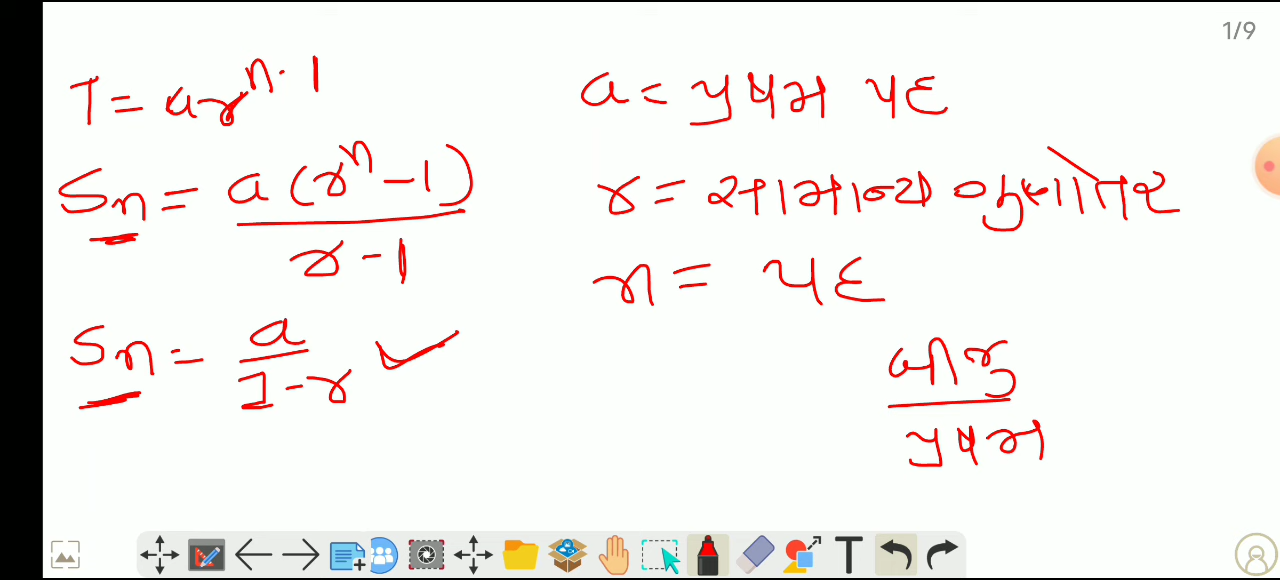 1/9
T = ar^n-1
a = પ્રથમ પદ
Sn = a(r^n - 1) / r - 1
r = સામાન્ય ગુણોત્તર
n = પદ
Sn = a / 1 - r ✓
બીજુ / પ્રથમ
T